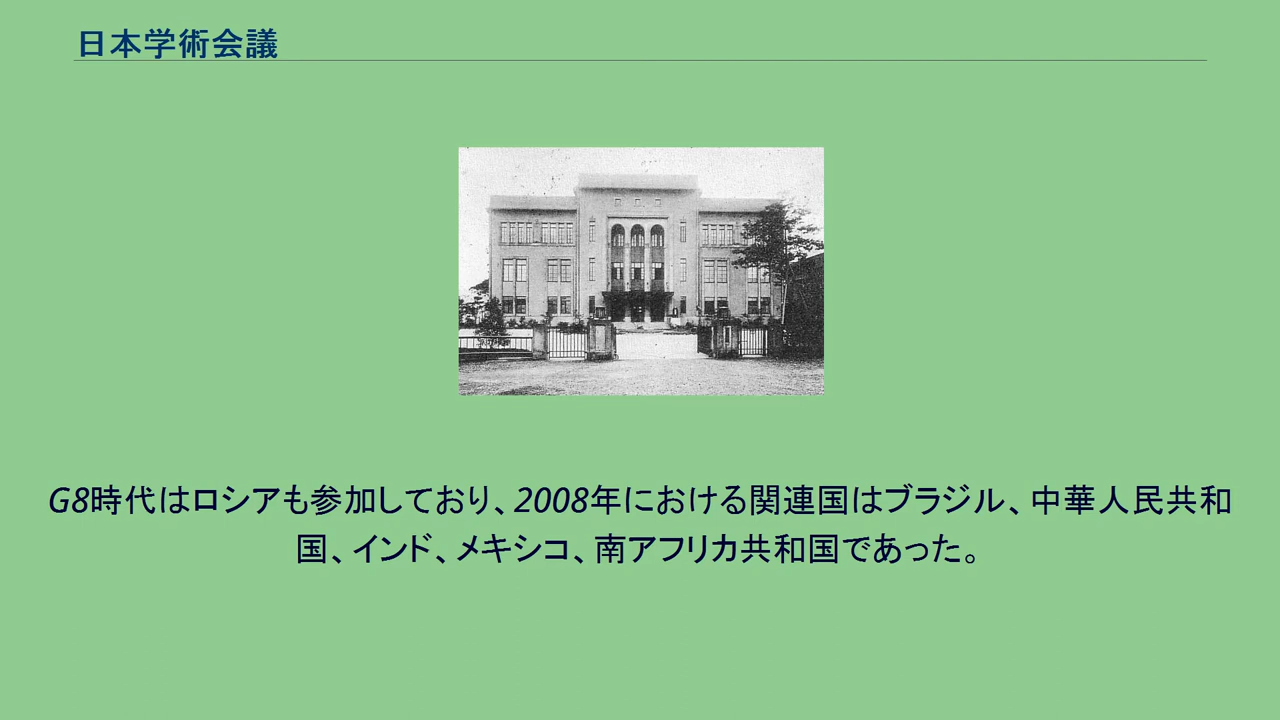 日本学術会議
G8時代はロシアも参加しており、2008年における関連国はブラジル、中華人民共和
国、インド、メキシコ、南アフリカ共和国であった。